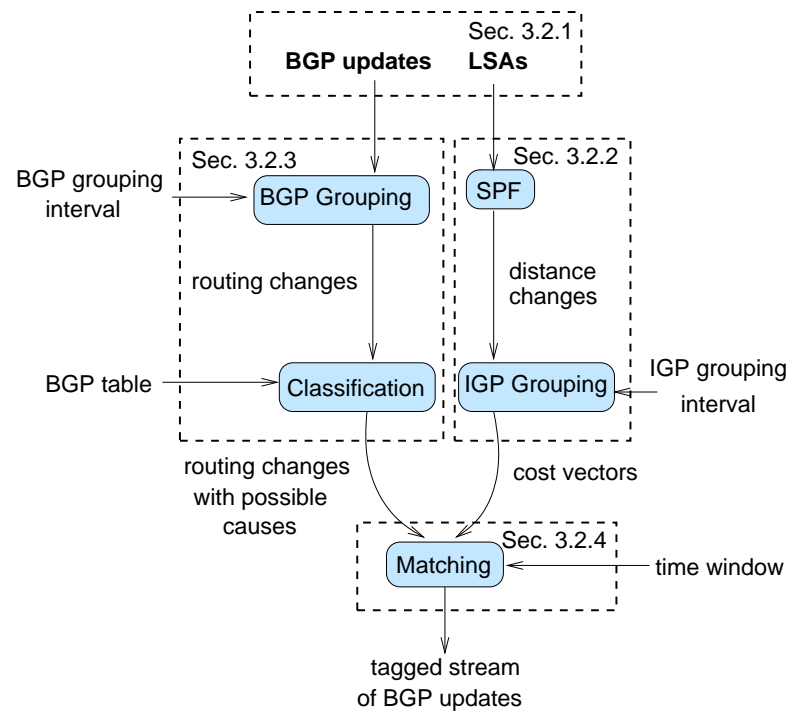 Sec. 3.2.1
BGP updates LSAs
Sec. 3.2.3
Sec. 3.2.2
BGP grouping
interval
BGP Grouping
SPF
routing changes
distance
changes
BGP table
Classification
IGP Grouping
IGP grouping
interval
routing changes
with possible
causes
cost vectors
Sec. 3.2.4
Matching
time window
tagged stream
of BGP updates